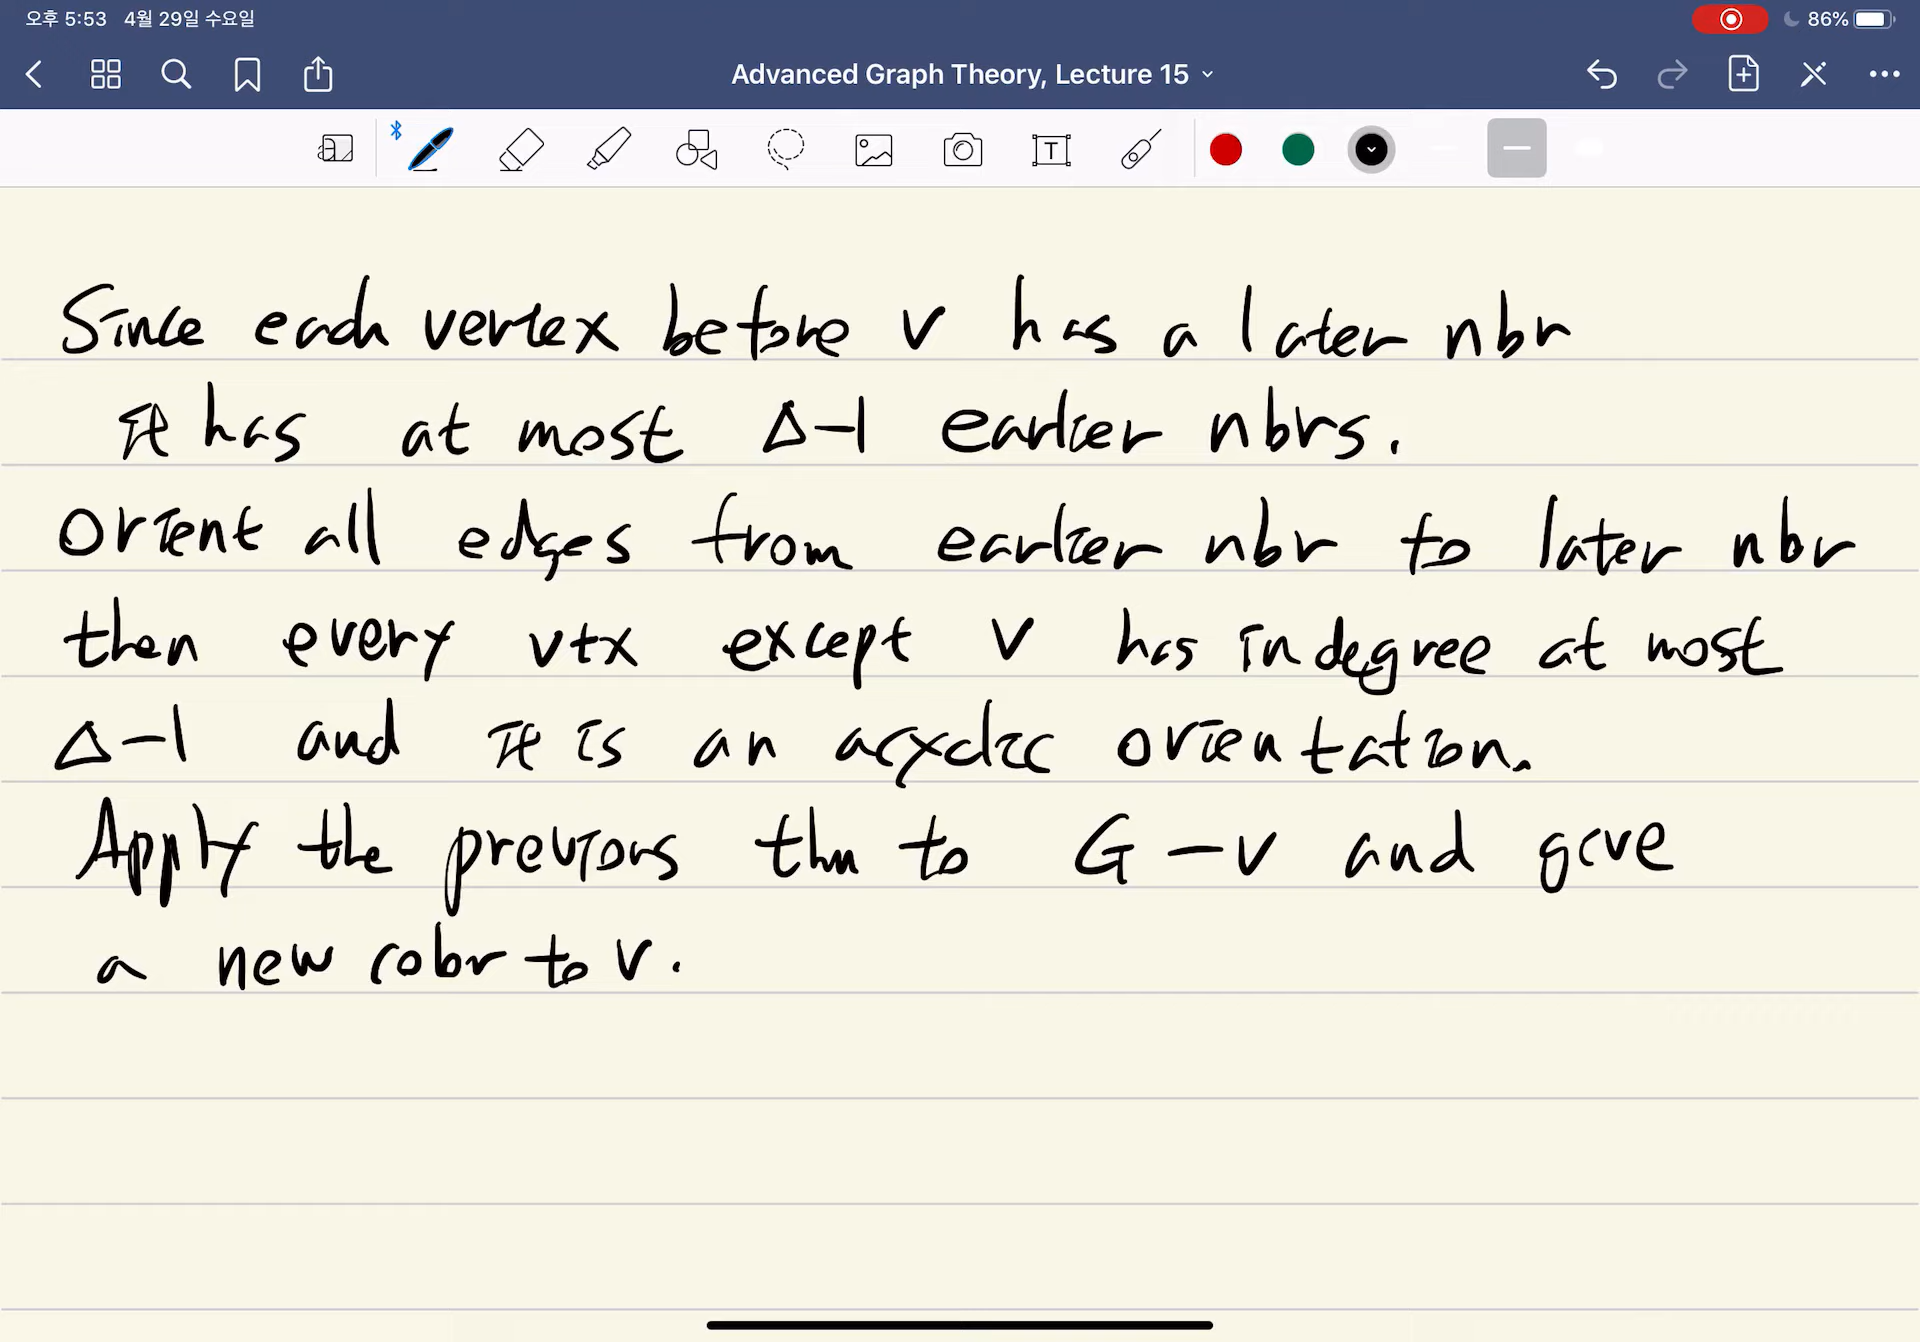 오후 5:53 4월 29일 수요일
86%
Advanced Graph Theory, Lecture 15
Since each vertex before v has a later nbr
it has at most Δ-1 earlier nbrs.
Orient all edges from earlier nbr to later nbr
then every vtx except v has indegree at most
Δ-1 and it is an acyclic orientation.
Apply the previous thm to G-v and give
a new color to v.